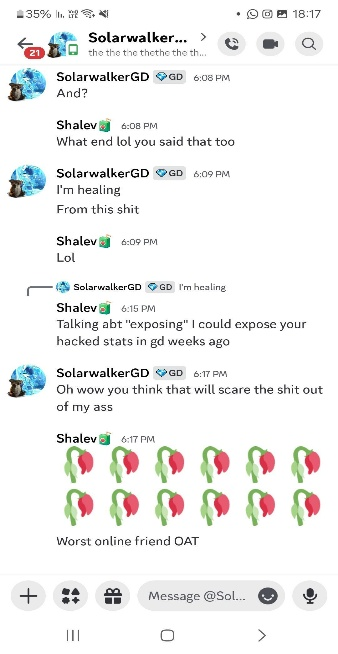 35%
18:17
21
Solarwalker...
the the the thethe the th...
SolarwalkerGD GD 6:08 PM
And?
Shalev 6:08 PM
What end lol you said that too
SolarwalkerGD GD 6:09 PM
I'm healing
From this shit
Shalev 6:09 PM
Lol
SolarwalkerGD GD I'm healing
Shalev 6:15 PM
Talking abt "exposing" I could expose your
hacked stats in gd weeks ago
SolarwalkerGD GD 6:17 PM
Oh wow you think that will scare the shit out
of my ass
Shalev 6:17 PM
Worst online friend OAT
Message @Sol...